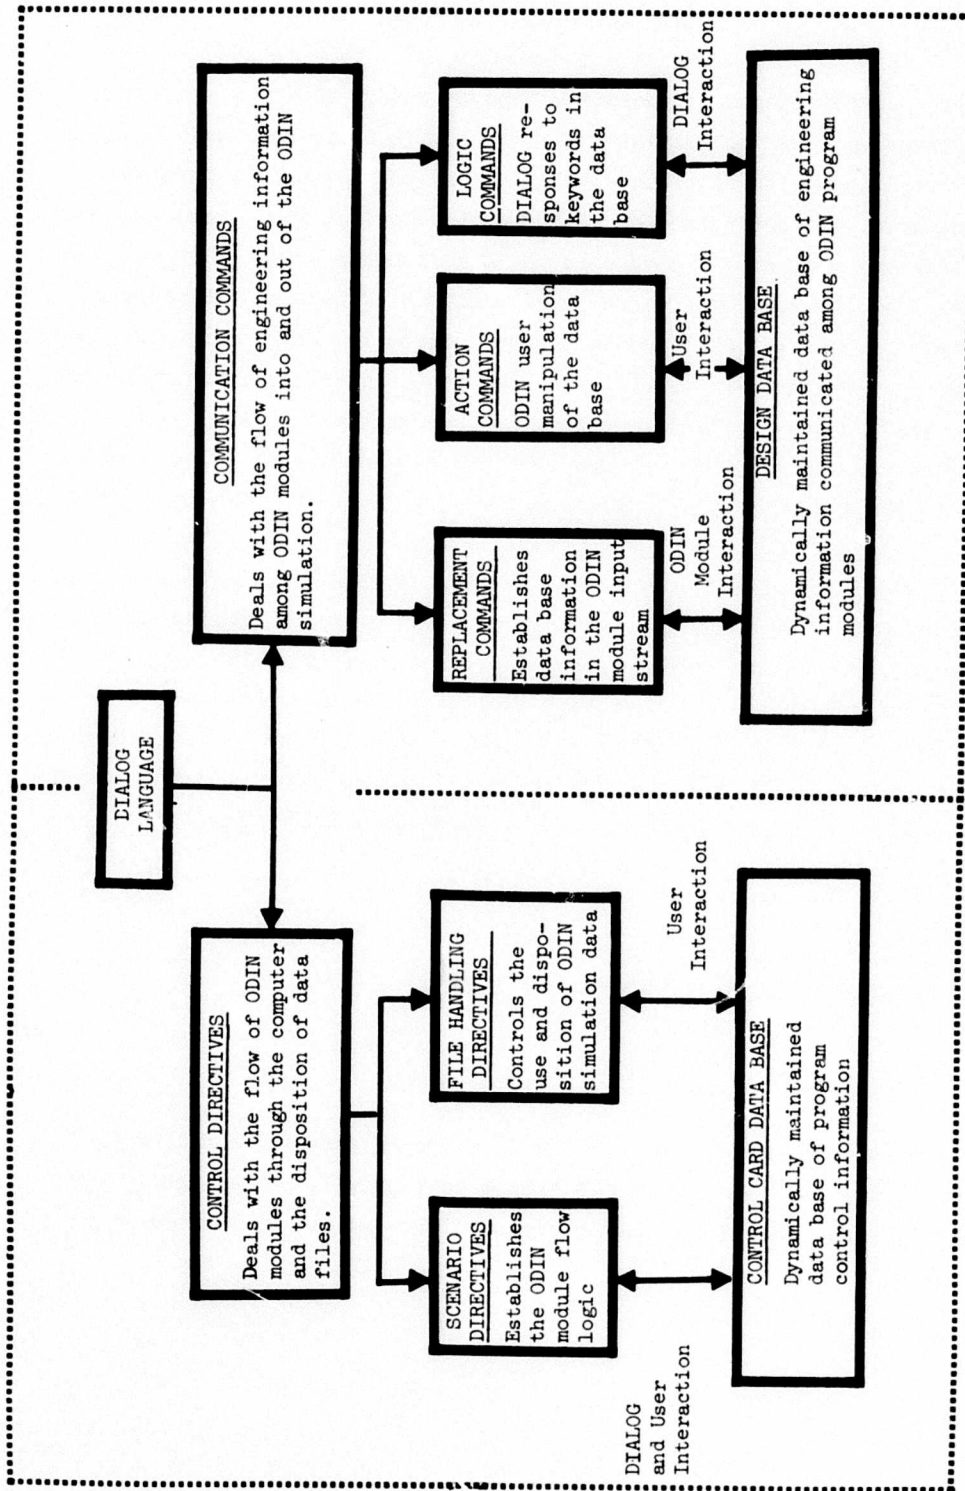 DIALOG
LANGUAGE
CONTROL DIRECTIVES
Deals with the flow of ODIN
modules through the computer
and the disposition of data
files.
SCENARIO
DIRECTIVES
Establishes
the ODIN
module flow
logic
FILE HANDLING
DIRECTIVES
Controls the
use and dispo-
sition of ODIN
simulation data
DIALOG
and User
Interaction
User
Interaction
CONTROL CARD DATA BASE
Dynamically maintained
data base of program
control information
COMMUNICATION COMMANDS
Deals with the flow of engineering information
among ODIN modules into and out of the ODIN
simulation.
REPLACEMENT
COMMANDS
Establishes
data base
information
in the ODIN
module input
stream
ACTION
COMMANDS
ODIN user
manipulation
of the data
base
LOGIC
COMMANDS
DIALOG re-
sponses to
keywords in
the data
base
ODIN
Module
Interaction
User
Interaction
DIALOG
Interaction
DESIGN DATA BASE
Dynamically maintained data base of engineering
information communicated among ODIN program
modules